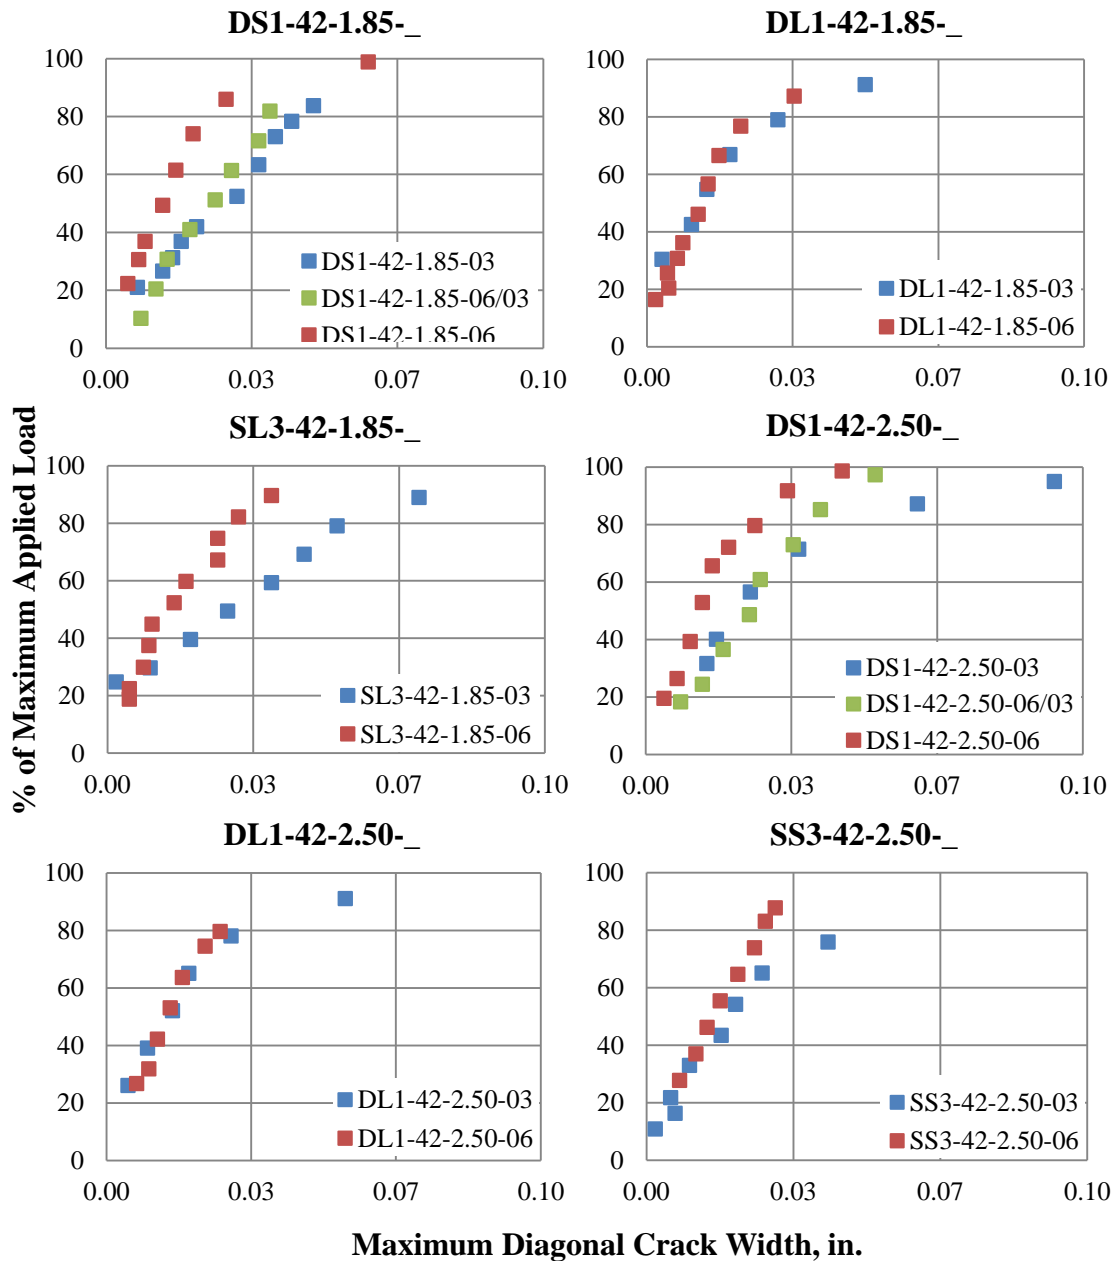 DS1-42-1.85-_
100
80
60
40
20
0
0.00
0.03
0.07
0.10
DS1-42-1.85-03
DS1-42-1.85-06/03
DS1-42-1.85-06
DL1-42-1.85-_
100
80
60
40
20
0
0.00
0.03
0.07
0.10
DL1-42-1.85-03
DL1-42-1.85-06
% of Maximum Applied Load
SL3-42-1.85-_
100
80
60
40
20
0
0.00
0.03
0.07
0.10
SL3-42-1.85-03
SL3-42-1.85-06
DS1-42-2.50-_
100
80
60
40
20
0
0.00
0.03
0.07
0.10
DS1-42-2.50-03
DS1-42-2.50-06/03
DS1-42-2.50-06
DL1-42-2.50-_
100
80
60
40
20
0
0.00
0.03
0.07
0.10
DL1-42-2.50-03
DL1-42-2.50-06
SS3-42-2.50-_
100
80
60
40
20
0
0.00
0.03
0.07
0.10
SS3-42-2.50-03
SS3-42-2.50-06
Maximum Diagonal Crack Width, in.